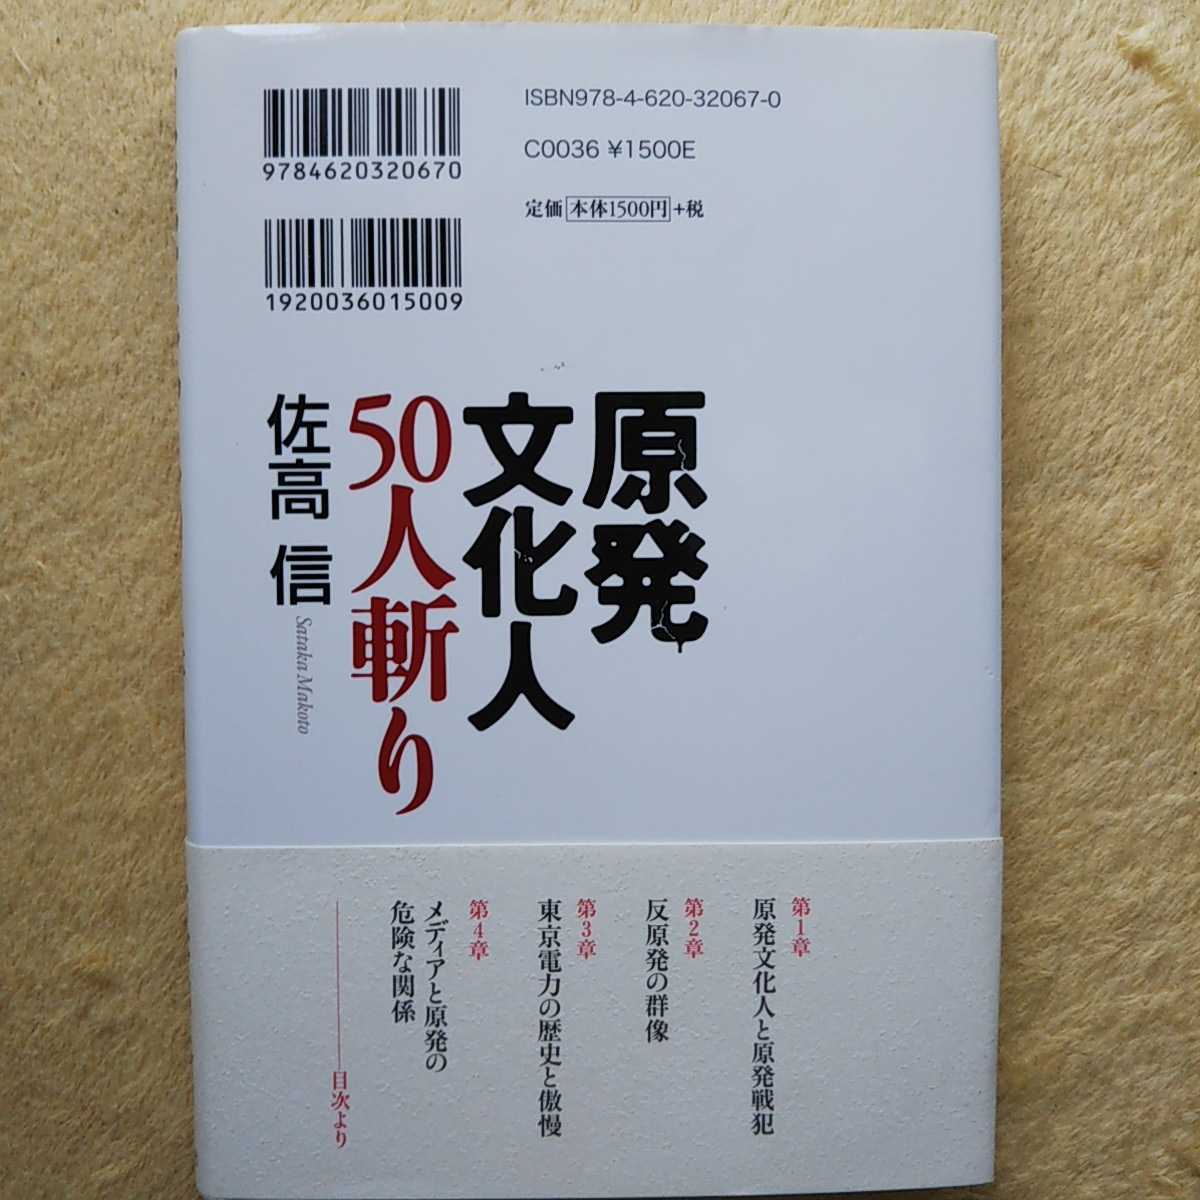 ISBN978-4-620-32067-0
C0036 ¥1500E
定価 本体1500円 +税
9784620320670
1920036015009
原発
文化人
50人斬り
佐高 信
Sataka Makoto
第1章
原発文化人と原発戦犯
第2章
反原発の群像
第3章
東京電力の歴史と傲慢
第4章
メディアと原発の
危険な関係
――目次より